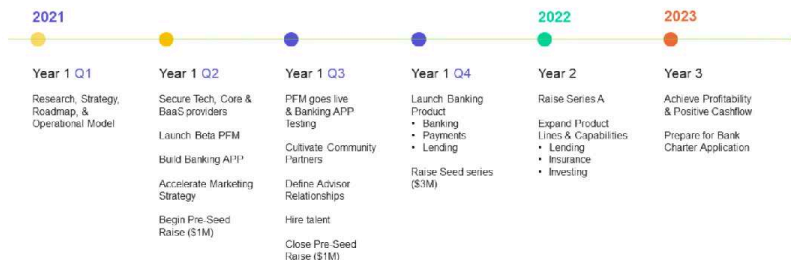 2021
2022
2023
Year 1 Q1
Research, Strategy,
Roadmap, &
Operational Model
Year 1 Q2
Secure Tech, Core &
BaaS providers
Launch Beta PFM
Build Banking APP
Accelerate Marketing
Strategy
Begin Pre-Seed
Raise ($1M)
Year 1 Q3
PFM goes live
& Banking APP
Testing
Cultivate Community
Partners
Define Advisor
Relationships
Hire talent
Close Pre-Seed
Raise ($1M)
Year 1 Q4
Launch Banking
Product
• Banking
• Payments
• Lending
Raise Seed series
($3M)
Year 2
Raise Series A
Expand Product
Lines & Capabilities
• Lending
• Insurance
• Investing
Year 3
Achieve Profitability
& Positive Cashflow
Prepare for Bank
Charter Application